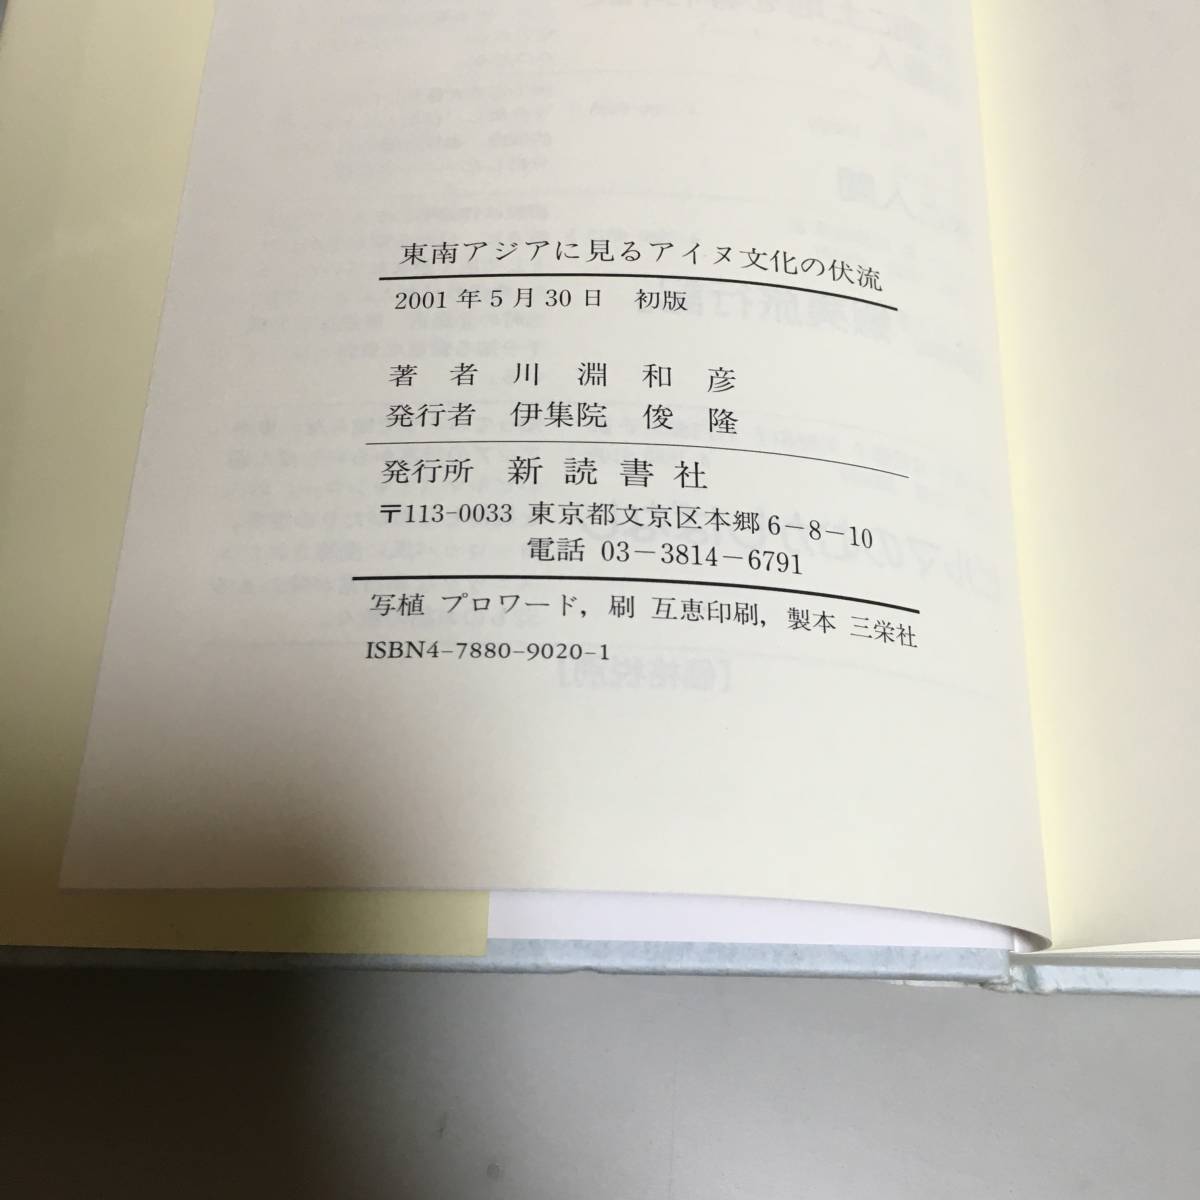 東南アジアに見るアイヌ文化の伏流
2001年5月30日 初版
著者 川淵和彦
発行者 伊集院 俊隆
発行所 新読書社
〒113-0033 東京都文京区本郷6-8-10
電話 03-3814-6791
写植 プロワード, 刷 互恵印刷, 製本 三栄社
ISBN4-7880-9020-1